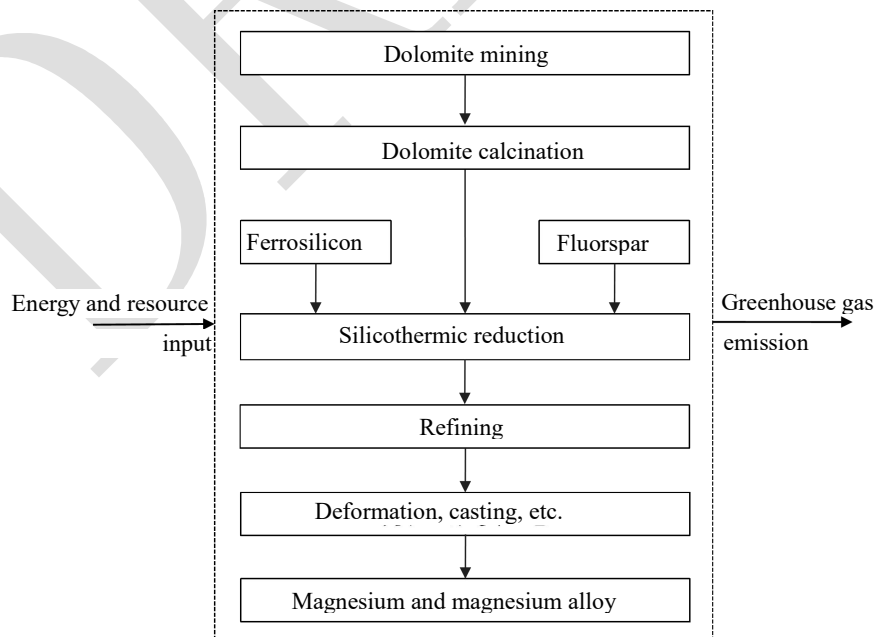 Dolomite mining
Dolomite calcination
Ferrosilicon
Fluorspar
Energy and resource
input
Greenhouse gas
emission
Silicothermic reduction
Refining
Deformation, casting, etc.
Magnesium and magnesium alloy